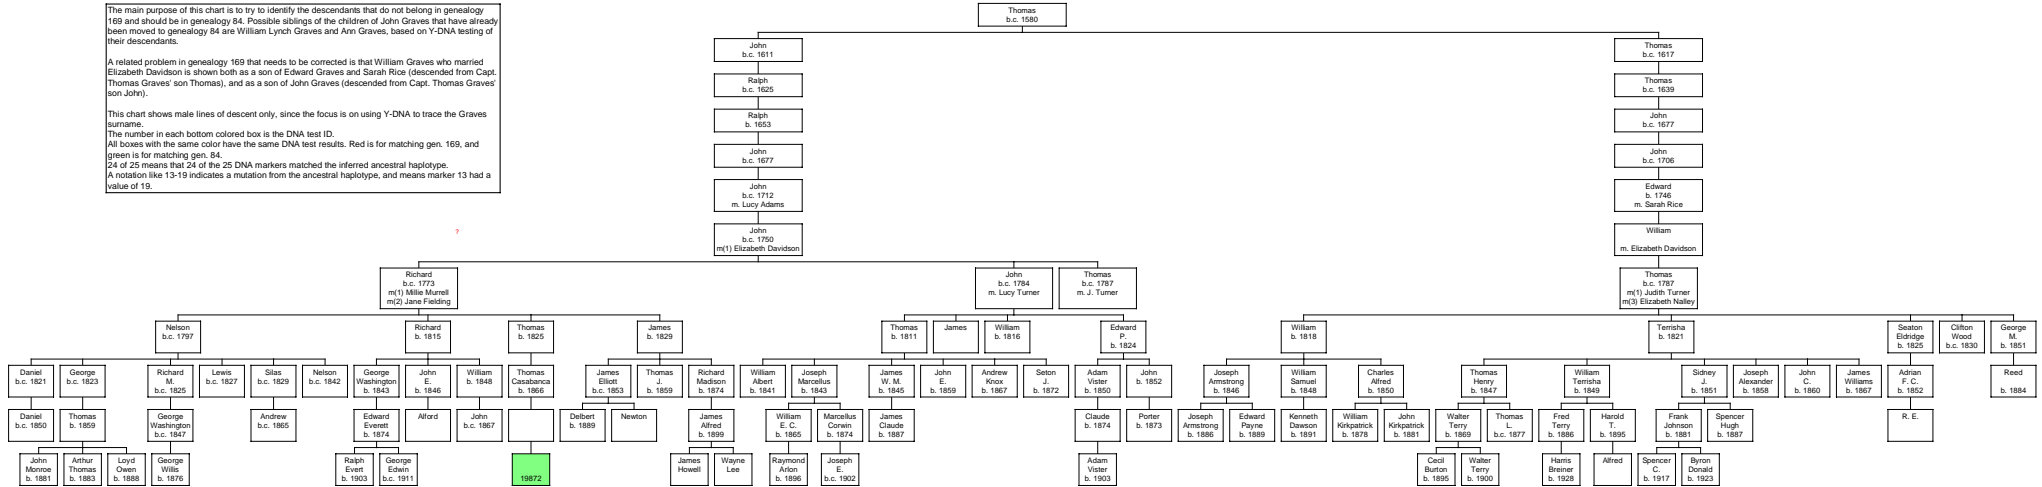 The main purpose of this chart is to try to identify the descendants that do not belong in genealogy
169 and should be in genealogy 84. Possible siblings of the children of John Graves that have already
been moved to genealogy 84 are William Lynch Graves and Ann Graves, based on Y-DNA testing of
their descendants.
A related problem in genealogy 169 that needs to be corrected is that William Graves who married
Elizabeth Davidson is shown both as a son of Edward Graves and Sarah Rice (descended from Capt.
Thomas Graves' son Thomas), and as a son of John Graves (descended from Capt. Thomas Graves'
son John).
This chart shows male lines of descent only, since the focus is on using Y-DNA to trace the Graves
surname.
The number in each bottom colored box is the DNA test ID.
All boxes with the same color have the same DNA test results. Red is for matching gen. 169, and
green is for matching gen. 84.
24 of 25 means that 24 of the 25 DNA markers matched the inferred ancestral haplotype.
A notation like 13-19 indicates a mutation from the ancestral haplotype, and means marker 13 had a
value of 19.
Thomas
b.c. 1580
John
b.c. 1611
Thomas
b.c. 1617
Ralph
b.c. 1625
Thomas
b.c. 1639
Ralph
b. 1653
John
b.c. 1677
John
b.c. 1677
John
b.c. 1706
John
b.c. 1712
m. Lucy Adams
Edward
b. 1746
m. Sarah Rice
?
John
b.c. 1750
m(1) Elizabeth Davidson
William
m. Elizabeth Davidson
Richard
b.c. 1773
m(1) Millie Murrell
m(2) Jane Fielding
John
b.c. 1784
m. Lucy Turner
Thomas
b.c. 1787
m. J. Turner
Thomas
b.c. 1787
m(1) Judith Turner
m(3) Elizabeth Nalley
Nelson
b.c. 1797
Richard
b. 1815
Thomas
b. 1825
James
b. 1829
Thomas
b. 1811
James
William
b. 1816
Edward
P.
b. 1824
William
b. 1818
Terrisha
b. 1821
Seaton
Eldridge
b. 1825
Clifton
Wood
b.c. 1830
George
M.
b. 1851
Daniel
b.c. 1821
George
b.c. 1823
Richard
M.
b.c. 1825
Lewis
b.c. 1827
Silas
b.c. 1829
Nelson
b.c. 1842
George
Washington
b. 1843
John
E.
b. 1846
William
b. 1848
Thomas
Casabanca
b. 1866
James
Elliott
b.c. 1853
Thomas
J.
b. 1859
Richard
Madison
b. 1874
William
Albert
b. 1841
Joseph
Marcellus
b. 1843
James
W. M.
b. 1845
John
E.
b. 1859
Andrew
Knox
b. 1867
Seton
J.
b. 1872
Adam
Vister
b. 1850
John
b. 1852
Joseph
Armstrong
b. 1846
William
Samuel
b. 1848
Charles
Alfred
b. 1850
Thomas
Henry
b. 1847
William
Terrisha
b. 1849
Sidney
J.
b. 1851
Joseph
Alexander
b. 1858
John
C.
b. 1860
James
Williams
b. 1867
Adrian
F. C.
b. 1852
Reed
b. 1884
Daniel
b.c. 1850
Thomas
b. 1859
George
Washington
b.c. 1847
Andrew
b.c. 1865
Edward
Everett
b. 1874
Alford
John
b.c. 1867
Delbert
b. 1889
Newton
James
Alfred
b. 1899
William
E. C.
b. 1865
Marcellus
Corwin
b. 1874
James
Claude
b. 1887
Claude
b. 1874
Porter
b. 1873
Joseph
Armstrong
b. 1886
Edward
Payne
b. 1889
Kenneth
Dawson
b. 1891
William
Kirkpatrick
b. 1878
John
Kirkpatrick
b. 1881
Walter
Terry
b. 1869
Thomas
L.
b.c. 1877
Fred
Terry
b. 1886
Harold
T.
b. 1895
Frank
Johnson
b. 1881
Spencer
Hugh
b. 1887
R. E.
John
Monroe
b. 1881
Arthur
Thomas
b. 1883
Loyd
Owen
b. 1888
George
Willis
b. 1876
Ralph
Evert
b. 1903
George
Edwin
b.c. 1911
19872
James
Howell
Wayne
Lee
Raymond
Arlon
b. 1896
Joseph
E.
b.c. 1902
Adam
Vister
b. 1903
Cecil
Burton
b. 1895
Walter
Terry
b. 1900
Harris
Breiner
b. 1928
Alfred
Spencer
C.
b. 1917
Byron
Donald
b. 1923